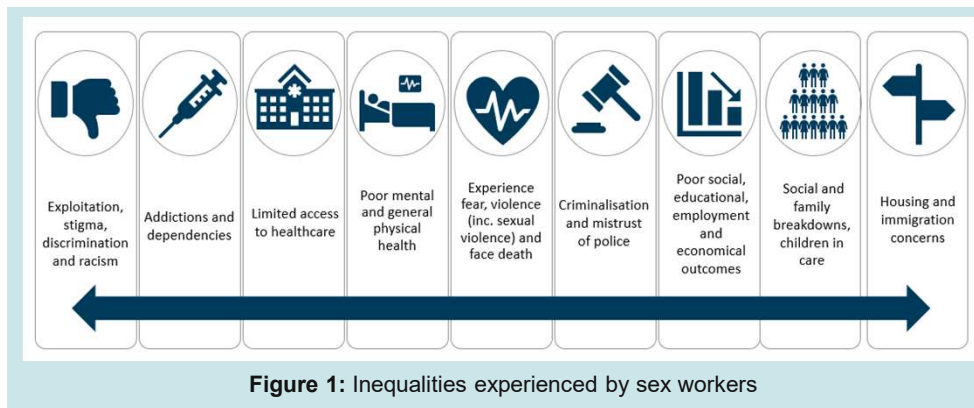 Exploitation,
stigma,
discrimination
and racism
Addictions and
dependencies
Limited access
to healthcare
Poor mental
and general
physical
health
Experience
fear, violence
(inc. sexual
violence) and
face death
Criminalisation
and mistrust
of police
Poor social,
educational,
employment
and
economical
outcomes
Social and
family
breakdowns,
children in
care
Housing and
immigration
concerns
Figure 1: Inequalities experienced by sex workers